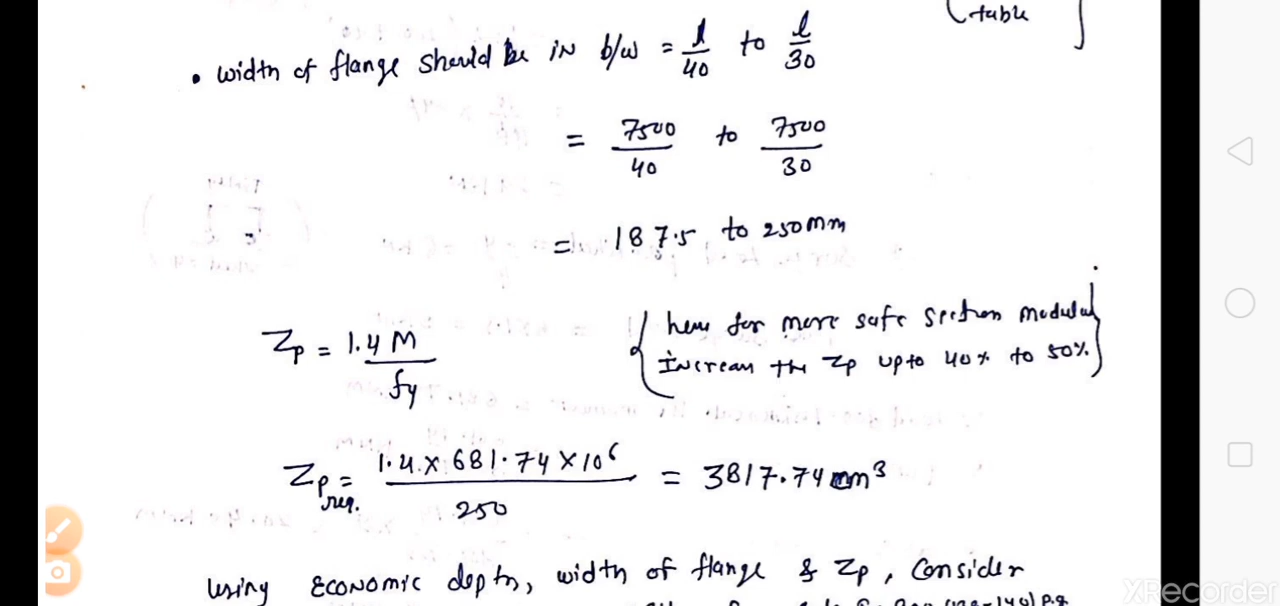 (table ]
• width of flange should be in b/w = l/40 to l/30
= 7500/40 to 7500/30
= 187.5 to 250mm
Zp = 1.4 M/fy { here for more safe section modulus
increase the Zp upto 40% to 50% }
Zp req. = 1.4 x 681.74 x 10^6/250 = 3817.74 mm^3
using Economic depth, width of flange & Zp, consider
XRecorder